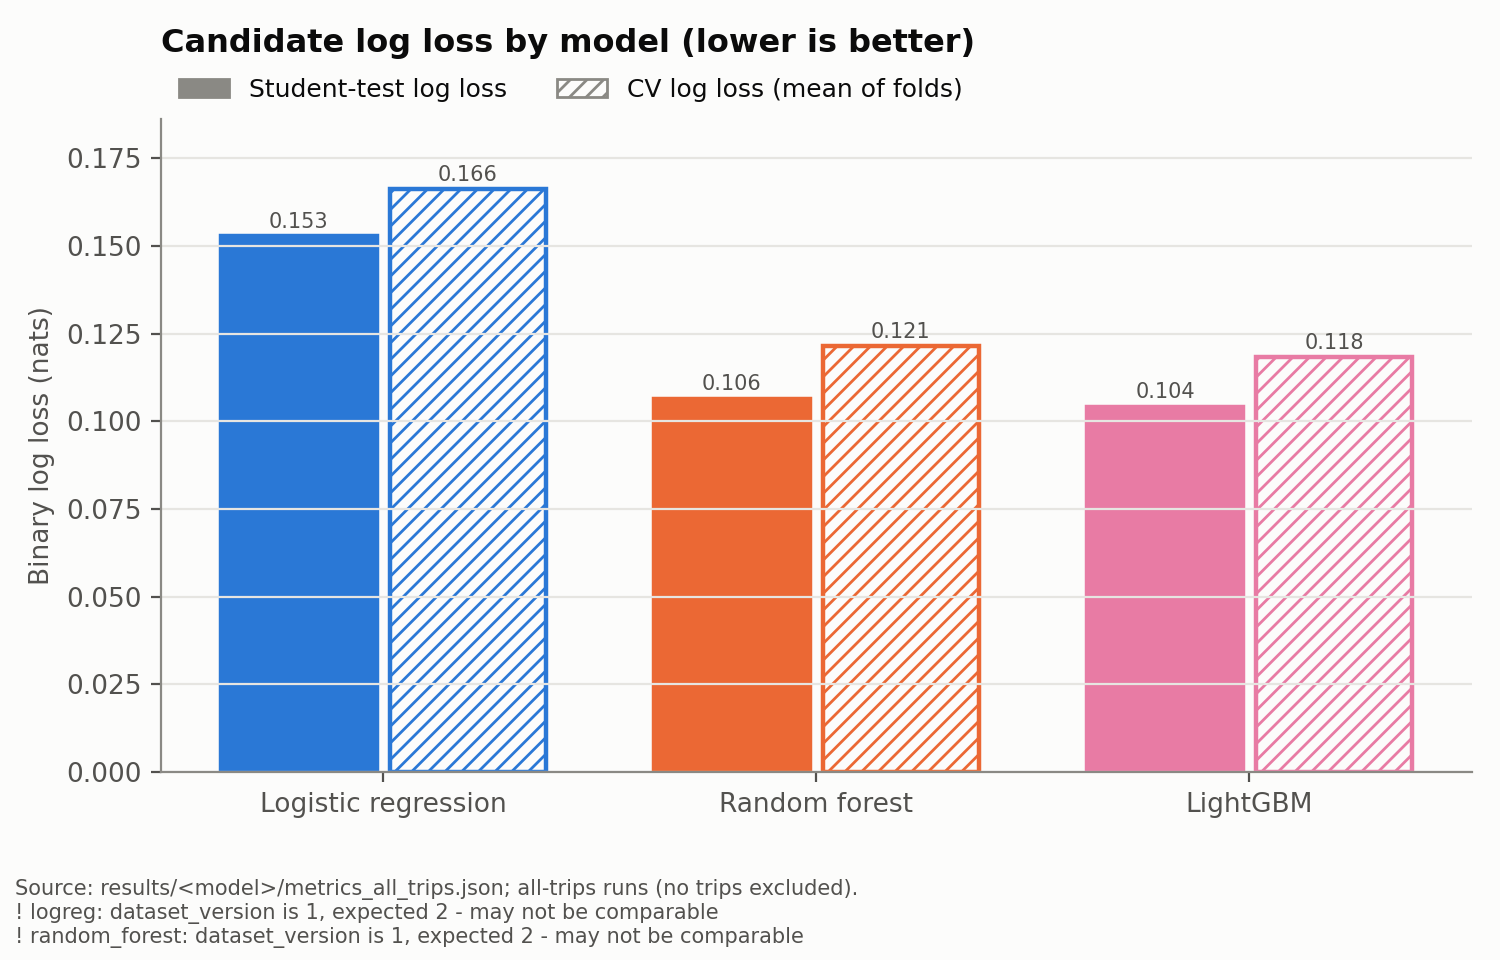 Candidate log loss by model (lower is better)
Student-test log loss
CV log loss (mean of folds)
Binary log loss (nats)
0.175
0.150
0.125
0.100
0.075
0.050
0.025
0.000
0.153
0.166
0.106
0.121
0.104
0.118
Logistic regression
Random forest
LightGBM
Source: results/<model>/metrics_all_trips.json; all-trips runs (no trips excluded).
! logreg: dataset_version is 1, expected 2 - may not be comparable
! random_forest: dataset_version is 1, expected 2 - may not be comparable